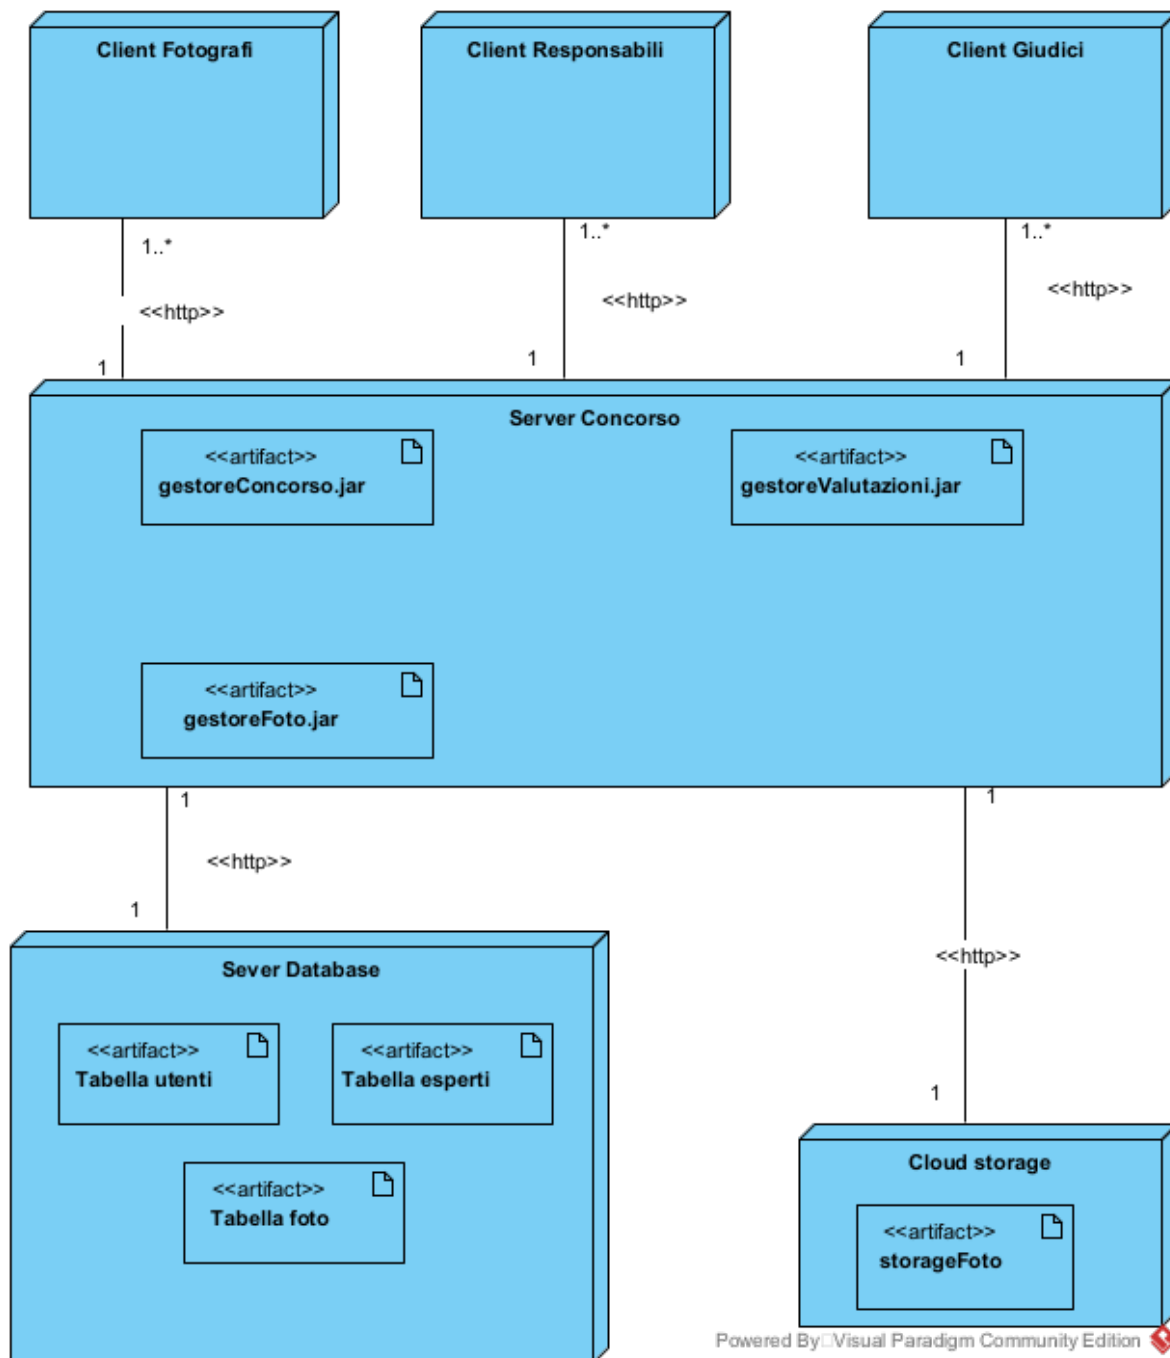 Client Fotografi
Client Responsabili
Client Giudici
1..*
1..*
1..*
<<http>>
<<http>>
<<http>>
1
1
1
Server Concorso
<<artifact>>
gestoreConcorso.jar
<<artifact>>
gestoreValutazioni.jar
<<artifact>>
gestoreFoto.jar
1
1
<<http>>
1
<<http>>
1
Sever Database
<<artifact>>
Tabella utenti
<<artifact>>
Tabella esperti
<<artifact>>
Tabella foto
Cloud storage
<<artifact>>
storageFoto
Powered By Visual Paradigm Community Edition